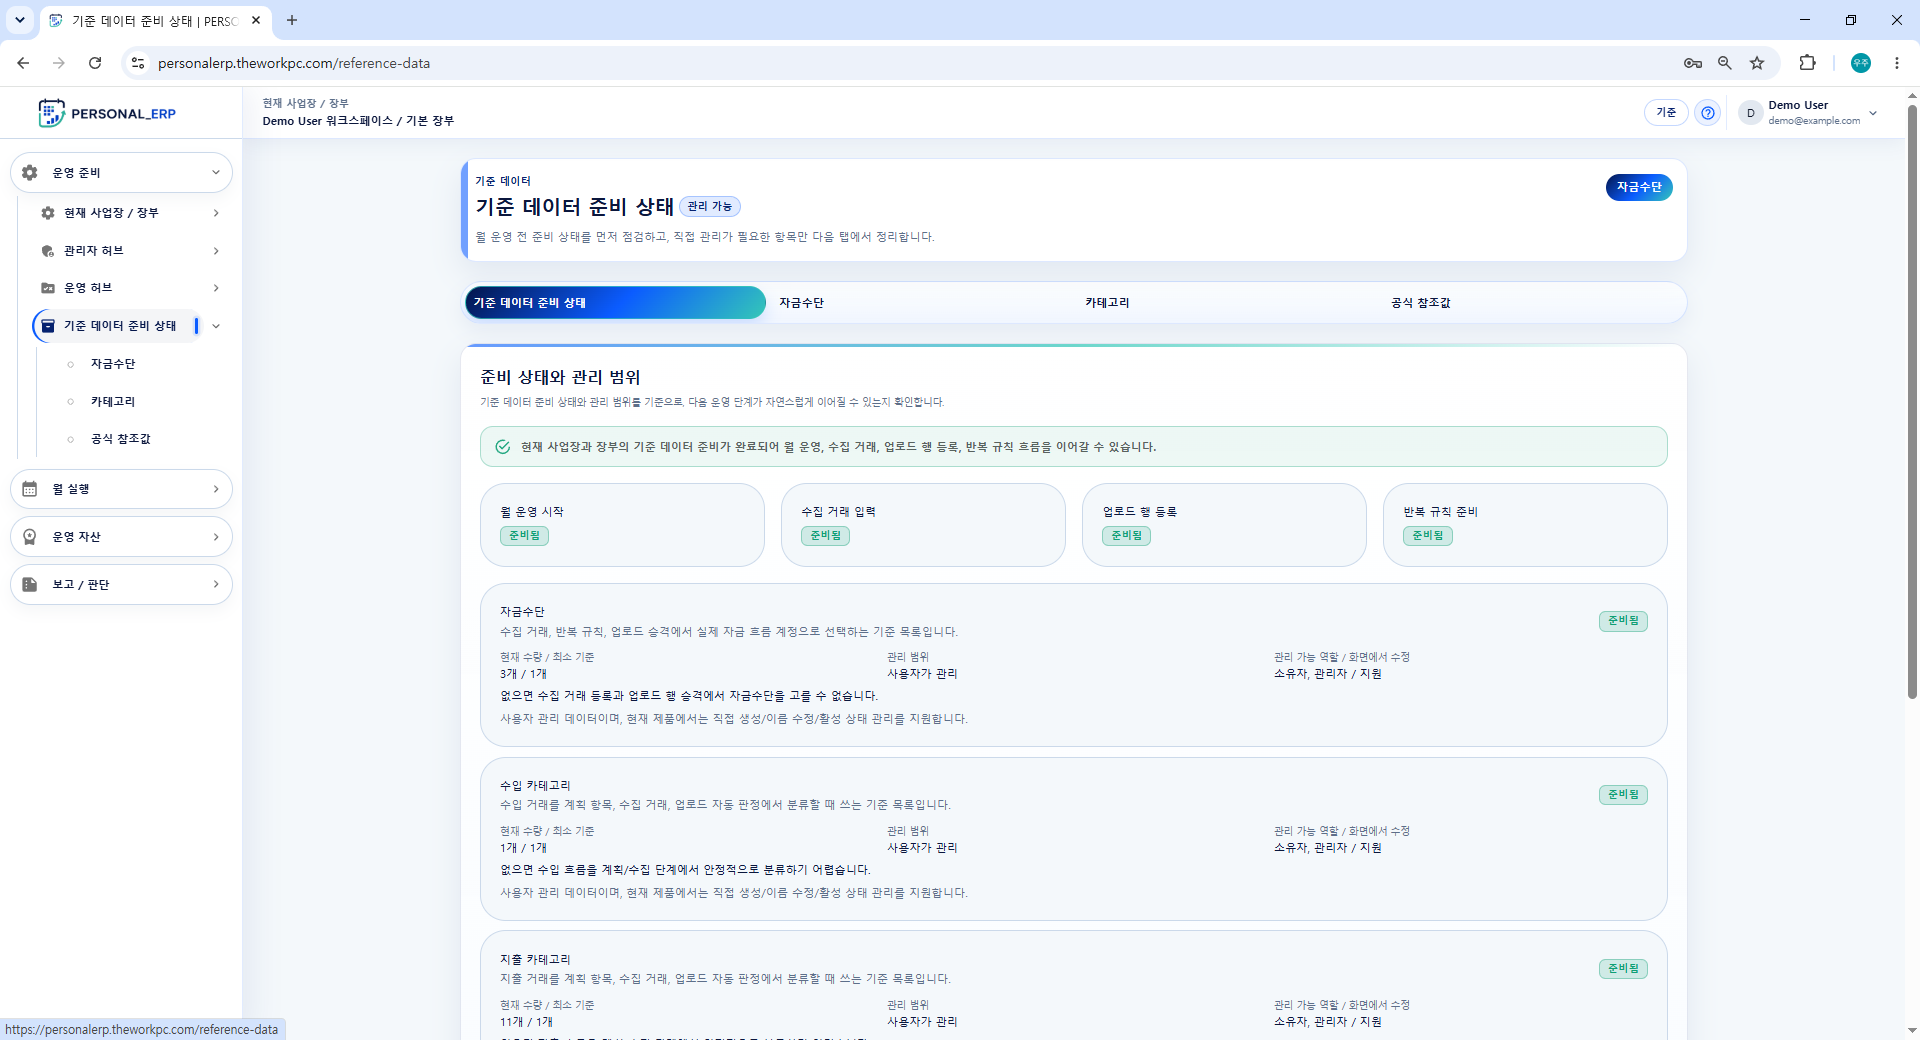 기준 데이터 준비 상태 | PERSO
personalerp.theworkpc.com/reference-data
우주
PERSONAL_ERP
현재 사업장 / 장부
Demo User 워크스페이스 / 기본 장부
기준
D
Demo User
demo@example.com
운영 준비
현재 사업장 / 장부
관리자 허브
운영 허브
기준 데이터 준비 상태
자금수단
카테고리
공식 참조값
월 실행
운영 자산
보고 / 판단
기준 데이터
기준 데이터 준비 상태 관리 가능
월 운영 전 준비 상태를 먼저 점검하고, 직접 관리가 필요한 항목만 다음 탭에서 정리합니다.
자금수단
기준 데이터 준비 상태 자금수단 카테고리 공식 참조값
준비 상태와 관리 범위
기준 데이터 준비 상태와 관리 범위를 기준으로, 다음 운영 단계가 자연스럽게 이어질 수 있는지 확인합니다.
현재 사업장과 장부의 기준 데이터 준비가 완료되어 월 운영, 수집 거래, 업로드 행 등록, 반복 규칙 흐름을 이어갈 수 있습니다.
월 운영 시작 수집 거래 입력 업로드 행 등록 반복 규칙 준비
준비됨 준비됨 준비됨 준비됨
자금수단
준비됨
수집 거래, 반복 규칙, 업로드 승격에서 실제 자금 흐름 계정으로 선택하는 기준 목록입니다.
현재 수량 / 최소 기준 관리 범위 관리 가능 역할 / 화면에서 수정
3개 / 1개 사용자가 관리 소유자, 관리자 / 지원
없으면 수집 거래 등록과 업로드 행 승격에서 자금수단을 고를 수 없습니다.
사용자 관리 데이터이며, 현재 제품에서는 직접 생성/이름 수정/활성 상태 관리를 지원합니다.
수입 카테고리
준비됨
수입 거래를 계획 항목, 수집 거래, 업로드 자동 판정에서 분류할 때 쓰는 기준 목록입니다.
현재 수량 / 최소 기준 관리 범위 관리 가능 역할 / 화면에서 수정
1개 / 1개 사용자가 관리 소유자, 관리자 / 지원
없으면 수입 흐름을 계획/수집 단계에서 안정적으로 분류하기 어렵습니다.
사용자 관리 데이터이며, 현재 제품에서는 직접 생성/이름 수정/활성 상태 관리를 지원합니다.
지출 카테고리
준비됨
지출 거래를 계획 항목, 수집 거래, 업로드 자동 판정에서 분류할 때 쓰는 기준 목록입니다.
현재 수량 / 최소 기준 관리 범위 관리 가능 역할 / 화면에서 수정
11개 / 1개 사용자가 관리 소유자, 관리자 / 지원
https://personalerp.theworkpc.com/reference-data